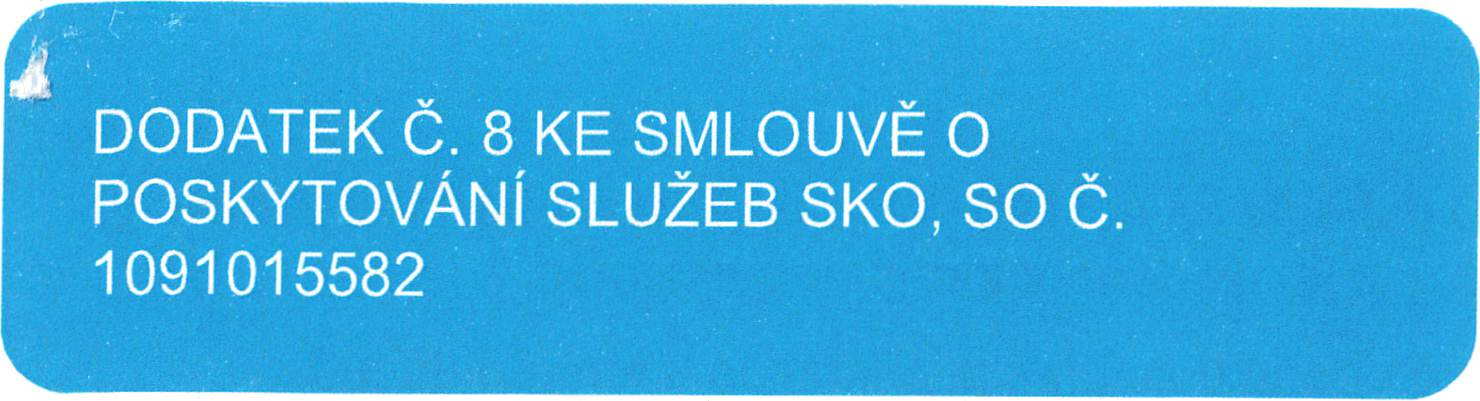 DODATEK Č. 8 KE SMLOUVĚ O
POSKYTOVÁNÍ SLUŽEB SKO, SO Č.
1091015582